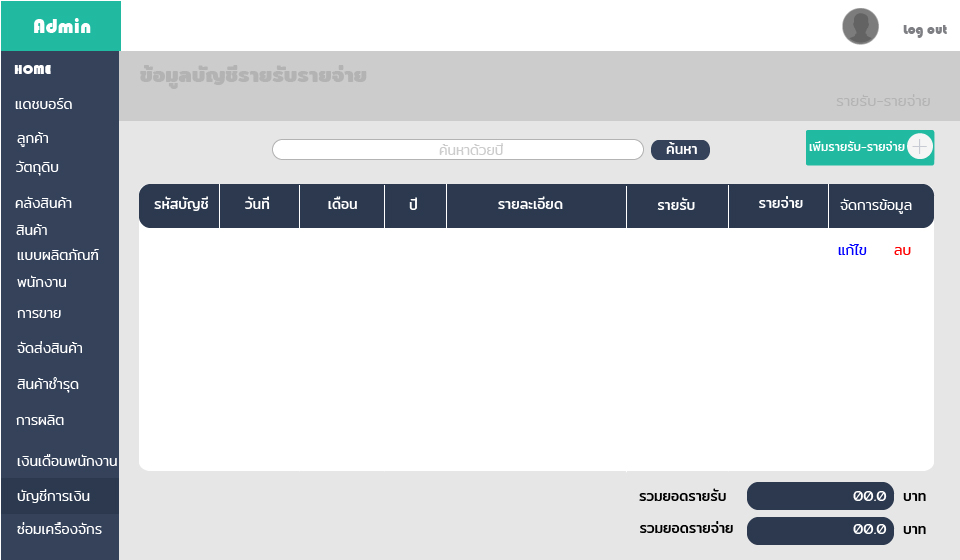 Admin
Log out
HOME
แดชบอร์ด
ลูกค้า
วัตถุดิบ
คลังสินค้า
สินค้า
แบบผลิตภัณฑ์
พนักงาน
การขาย
จัดส่งสินค้า
สินค้าชำรุด
การผลิต
เงินเดือนพนักงาน
บัญชีการเงิน
ซ่อมเครื่องจักร
ข้อมูลบัญชีรายรับรายจ่าย
รายรับ-รายจ่าย
ค้นหาด้วยปี
ค้นหา
เพิ่มรายรับ-รายจ่าย
รหัสบัญชี วันที่ เดือน ปี รายละเอียด รายรับ รายจ่าย จัดการข้อมูล
แก้ไข ลบ
รวมยอดรายรับ 00.0 บาท
รวมยอดรายจ่าย 00.0 บาท